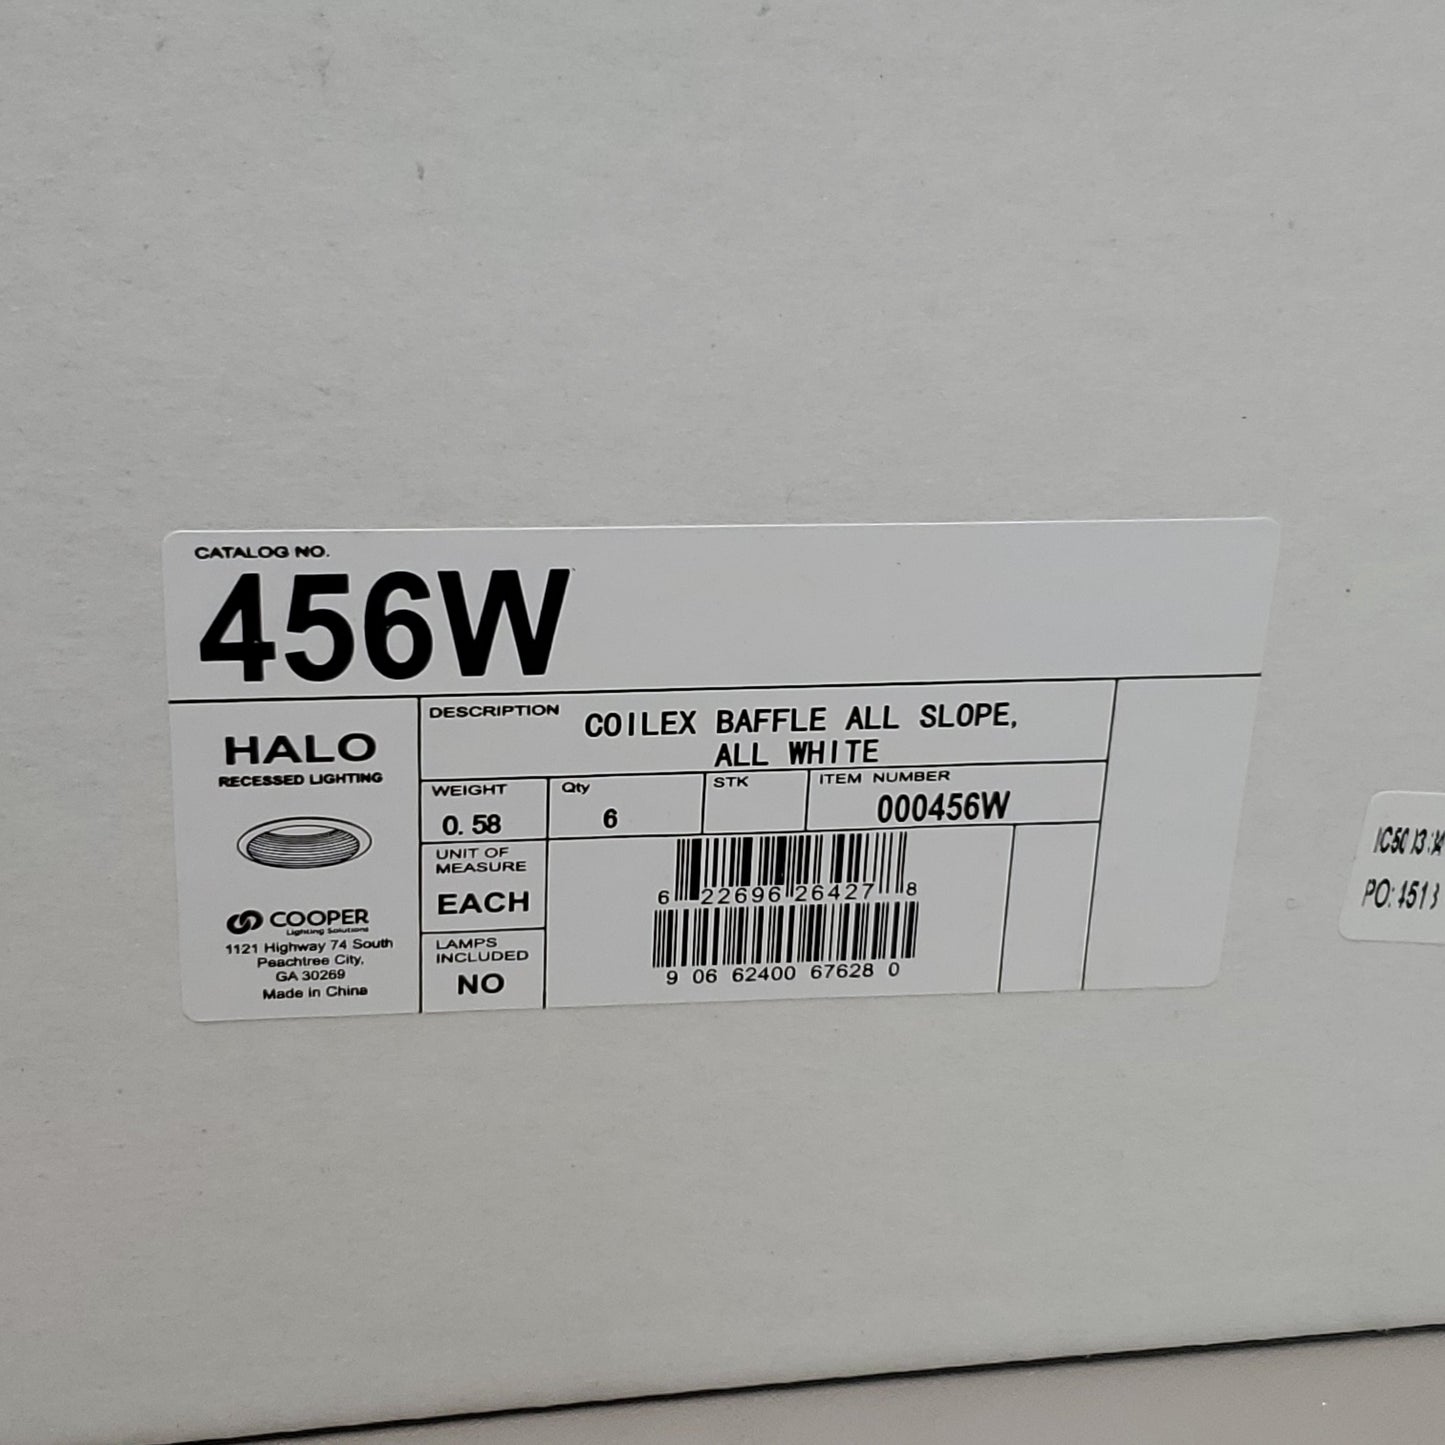 CATALOG NO.
456W
HALO
RECESSED LIGHTING
COOPER
Lighting Solutions
1121 Highway 74 South
Peachtree City,
GA 30269
Made in China
DESCRIPTION COILEX BAFFLE ALL SLOPE,
ALL WHITE
WEIGHT
0.58
Qty
6
STK
ITEM NUMBER
000456W
UNIT OF
MEASURE
EACH
LAMPS
INCLUDED
NO
6 22696 26427 8
9 06 62400 67628 0
PO: